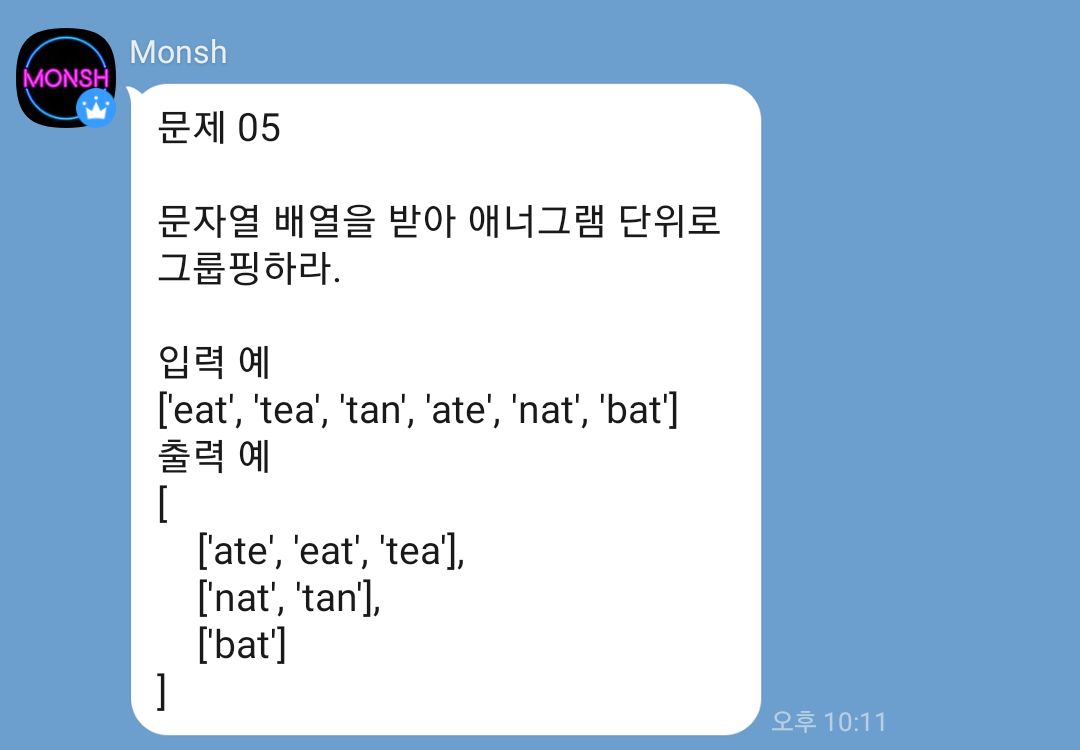 Monsh
MONSH
문제 05
문자열 배열을 받아 애너그램 단위로
그룹핑하라.
입력 예
['eat', 'tea', 'tan', 'ate', 'nat', 'bat']
출력 예
[
['ate', 'eat', 'tea'],
['nat', 'tan'],
['bat']
]
오후 10:11